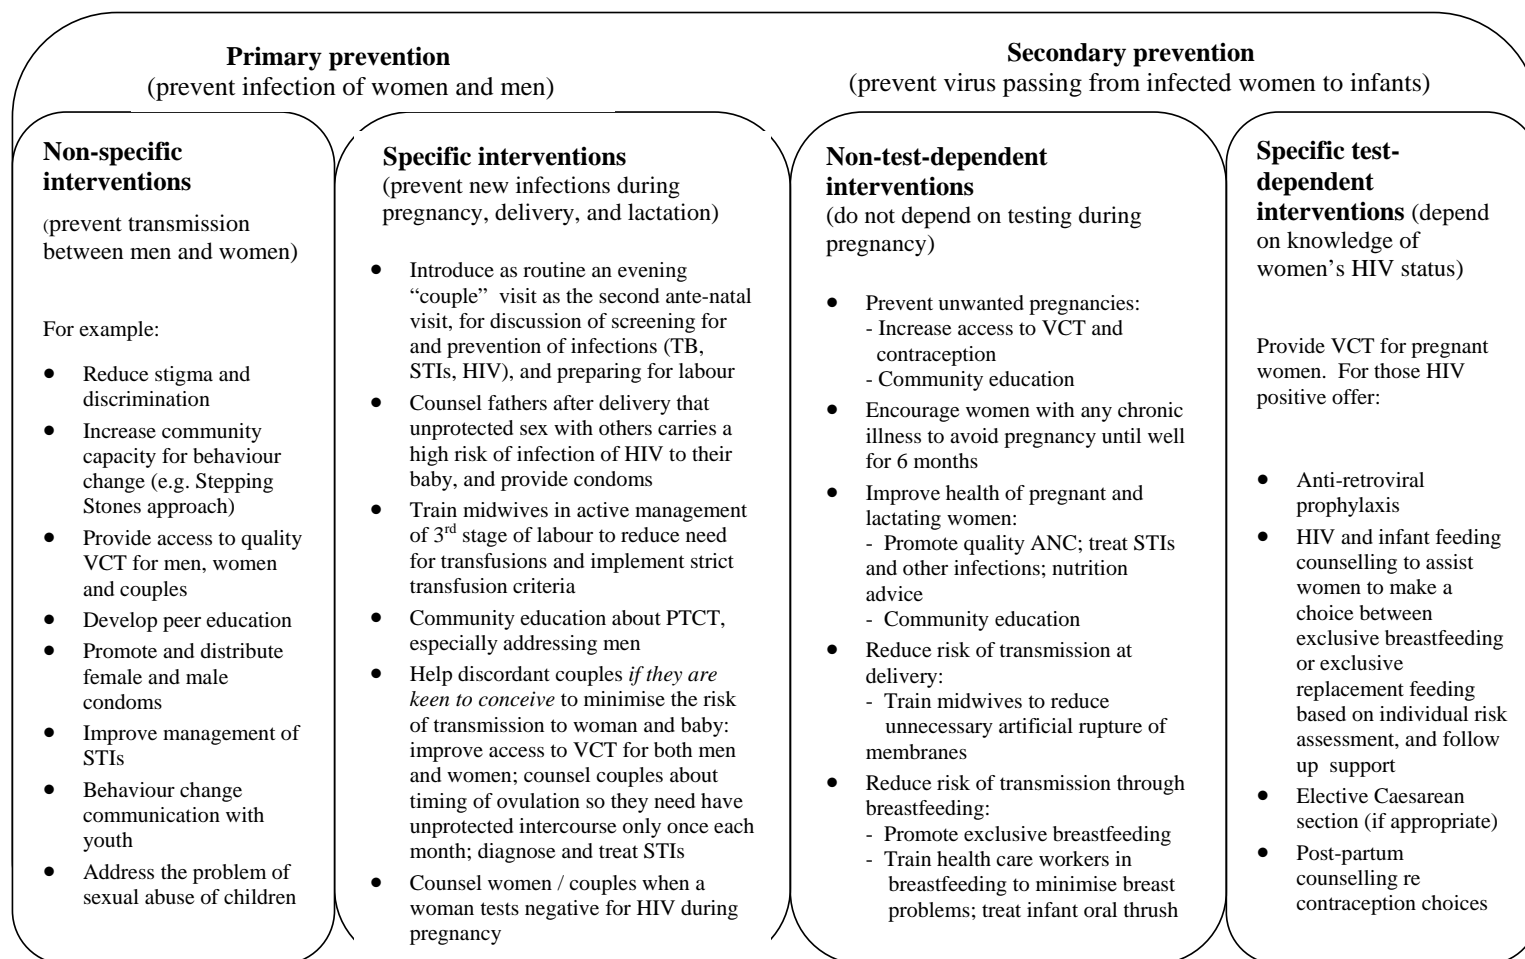 Primary prevention
(prevent infection of women and men)
Secondary prevention
(prevent virus passing from infected women to infants)
Non-specific
interventions
(prevent transmission
between men and women)
For example:
• Reduce stigma and
discrimination
• Increase community
capacity for behaviour
change (e.g. Stepping
Stones approach)
• Provide access to quality
VCT for men, women
and couples
• Develop peer education
• Promote and distribute
female and male
condoms
• Improve management of
STIs
• Behaviour change
communication with
youth
• Address the problem of
sexual abuse of children
Specific interventions
(prevent new infections during
pregnancy, delivery, and lactation)
• Introduce as routine an evening
“couple” visit as the second ante-natal
visit, for discussion of screening for
and prevention of infections (TB,
STIs, HIV), and preparing for labour
• Counsel fathers after delivery that
unprotected sex with others carries a
high risk of infection of HIV to their
baby, and provide condoms
• Train midwives in active management
of 3rd stage of labour to reduce need
for transfusions and implement strict
transfusion criteria
• Community education about PTCT,
especially addressing men
• Help discordant couples if they are
keen to conceive to minimise the risk
of transmission to woman and baby:
improve access to VCT for both men
and women; counsel couples about
timing of ovulation so they need have
unprotected intercourse only once each
month; diagnose and treat STIs
• Counsel women / couples when a
woman tests negative for HIV during
pregnancy
Non-test-dependent
interventions
(do not depend on testing during
pregnancy)
• Prevent unwanted pregnancies:
- Increase access to VCT and
contraception
- Community education
• Encourage women with any chronic
illness to avoid pregnancy until well
for 6 months
• Improve health of pregnant and
lactating women:
- Promote quality ANC; treat STIs
and other infections; nutrition
advice
- Community education
• Reduce risk of transmission at
delivery:
- Train midwives to reduce
unnecessary artificial rupture of
membranes
• Reduce risk of transmission through
breastfeeding:
- Promote exclusive breastfeeding
- Train health care workers in
breastfeeding to minimise breast
problems; treat infant oral thrush
Specific test-
dependent
interventions (depend
on knowledge of
women’s HIV status)
Provide VCT for pregnant
women. For those HIV
positive offer:
• Anti-retroviral
prophylaxis
• HIV and infant feeding
counselling to assist
women to make a
choice between
exclusive breastfeeding
or exclusive
replacement feeding
based on individual risk
assessment, and follow
up support
• Elective Caesarean
section (if appropriate)
• Post-partum
counselling re
contraception choices